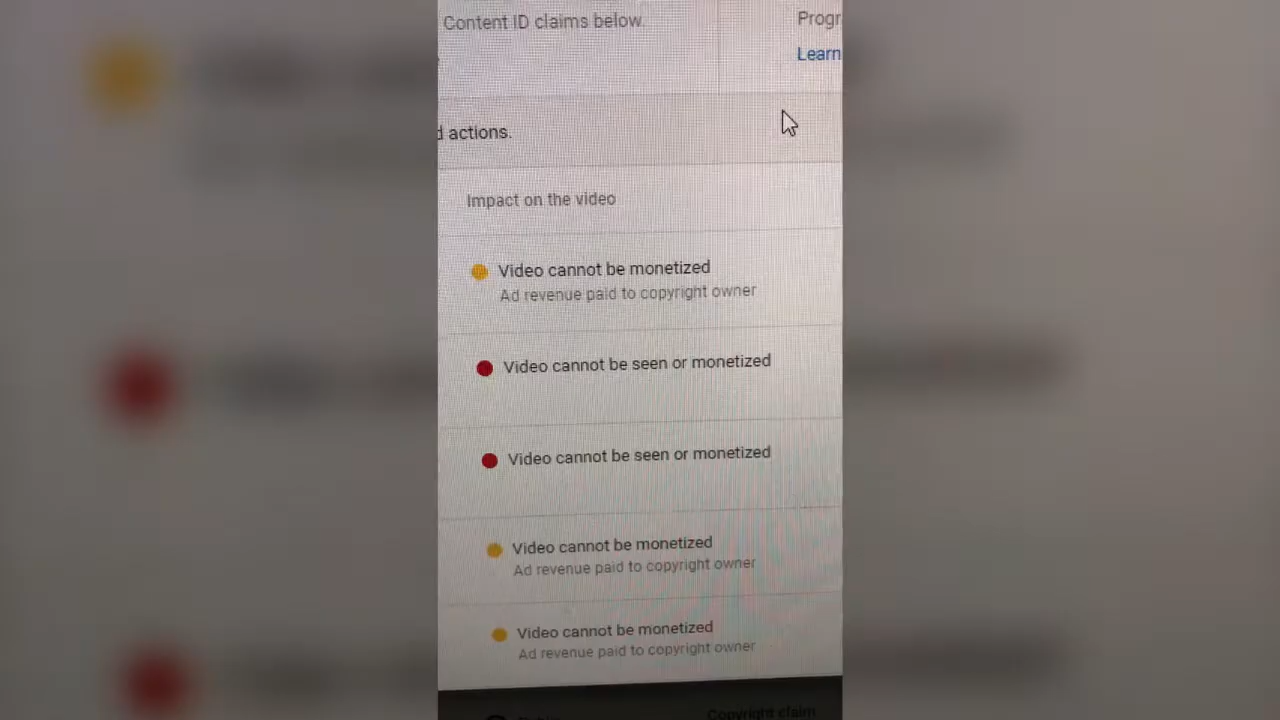 Content ID claims below.
Progr
Learn
d actions.
Impact on the video
Video cannot be monetized
Ad revenue paid to copyright owner
Video cannot be seen or monetized
Video cannot be seen or monetized
Video cannot be monetized
Ad revenue paid to copyright owner
Video cannot be monetized
Ad revenue paid to copyright owner
Copyright claim